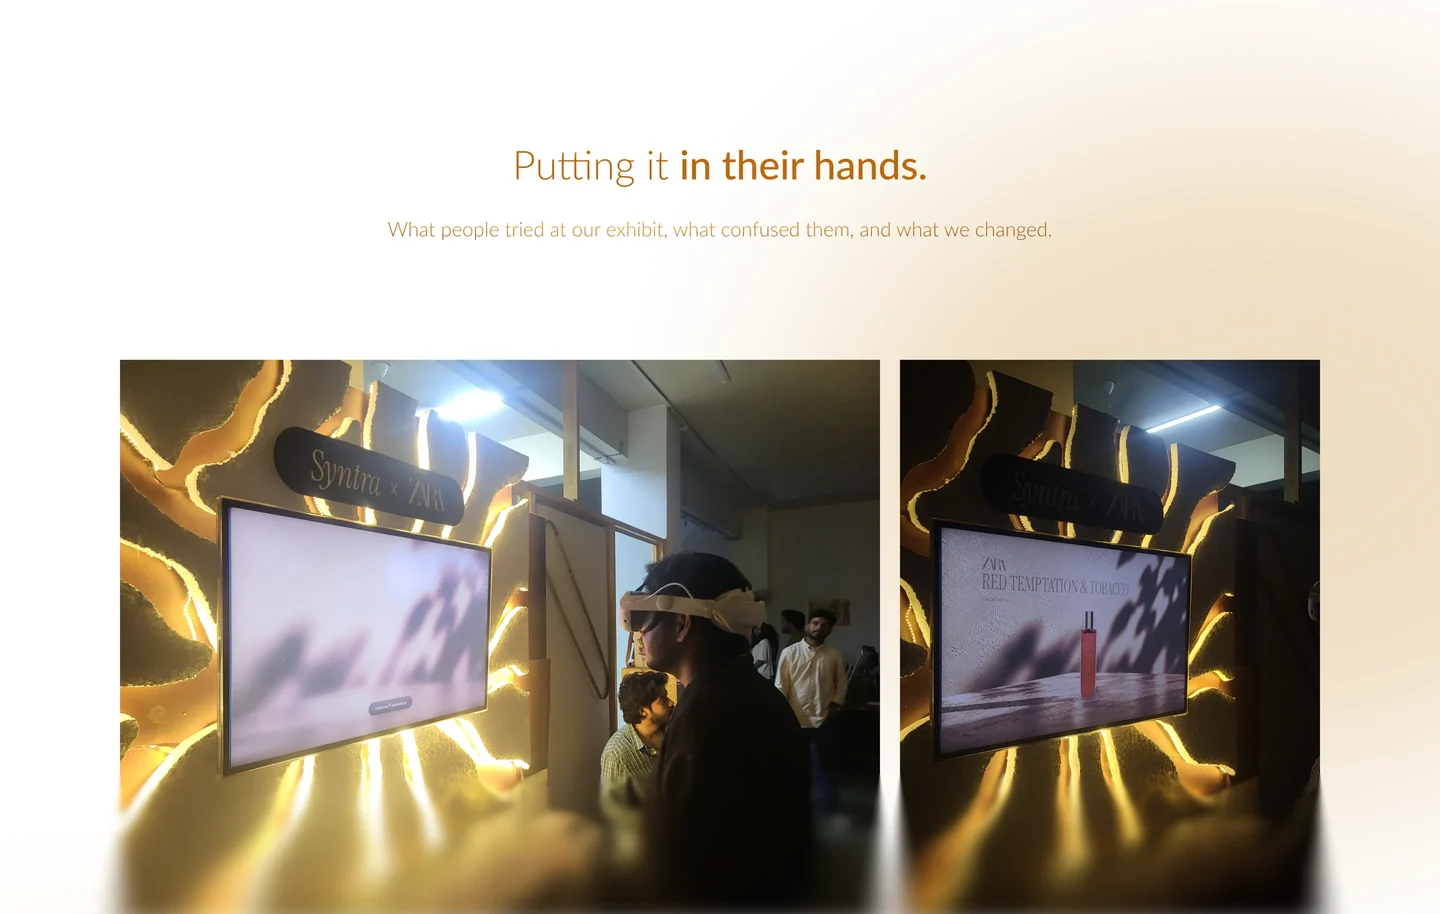 Putting it in their hands.
What people tried at our exhibit, what confused them, and what we changed.
Syntra x ZARA
Syntra x ZARA
ZARA
RED TEMPTATION & TOBACCO